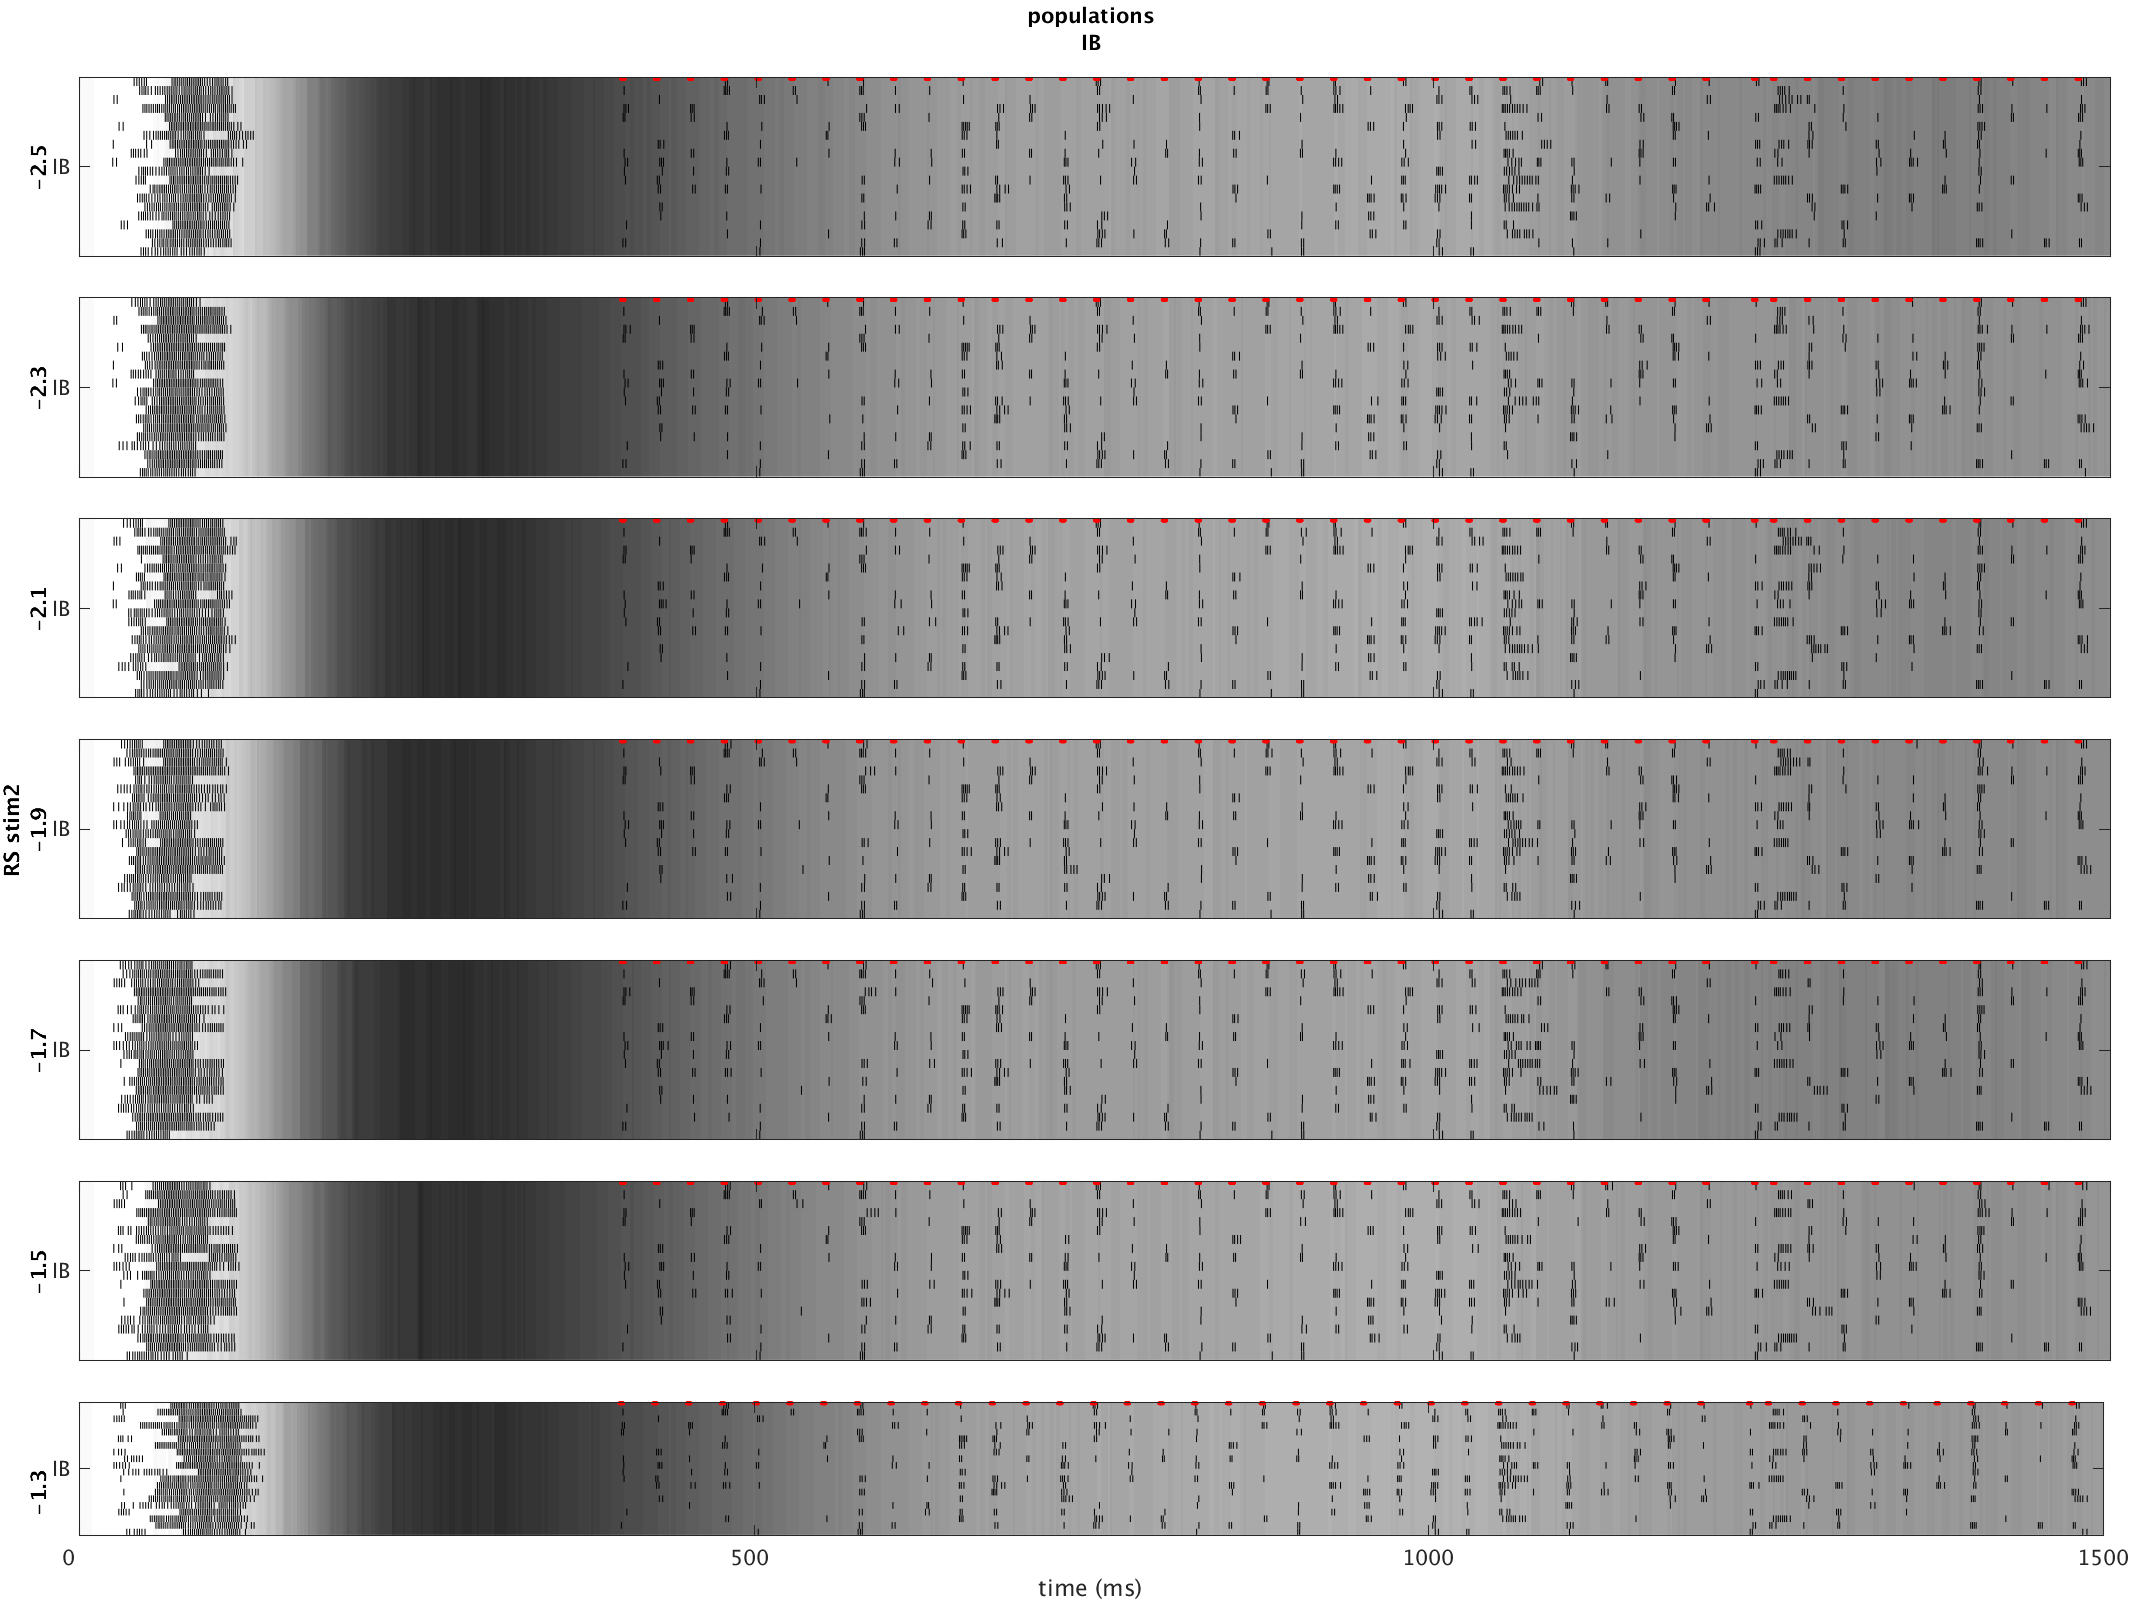 populations
IB
RS stim2
-2.5 IB
-2.3 IB
-2.1 IB
-1.9 IB
-1.7 IB
-1.5 IB
-1.3 IB
0 500 1000 1500
time (ms)